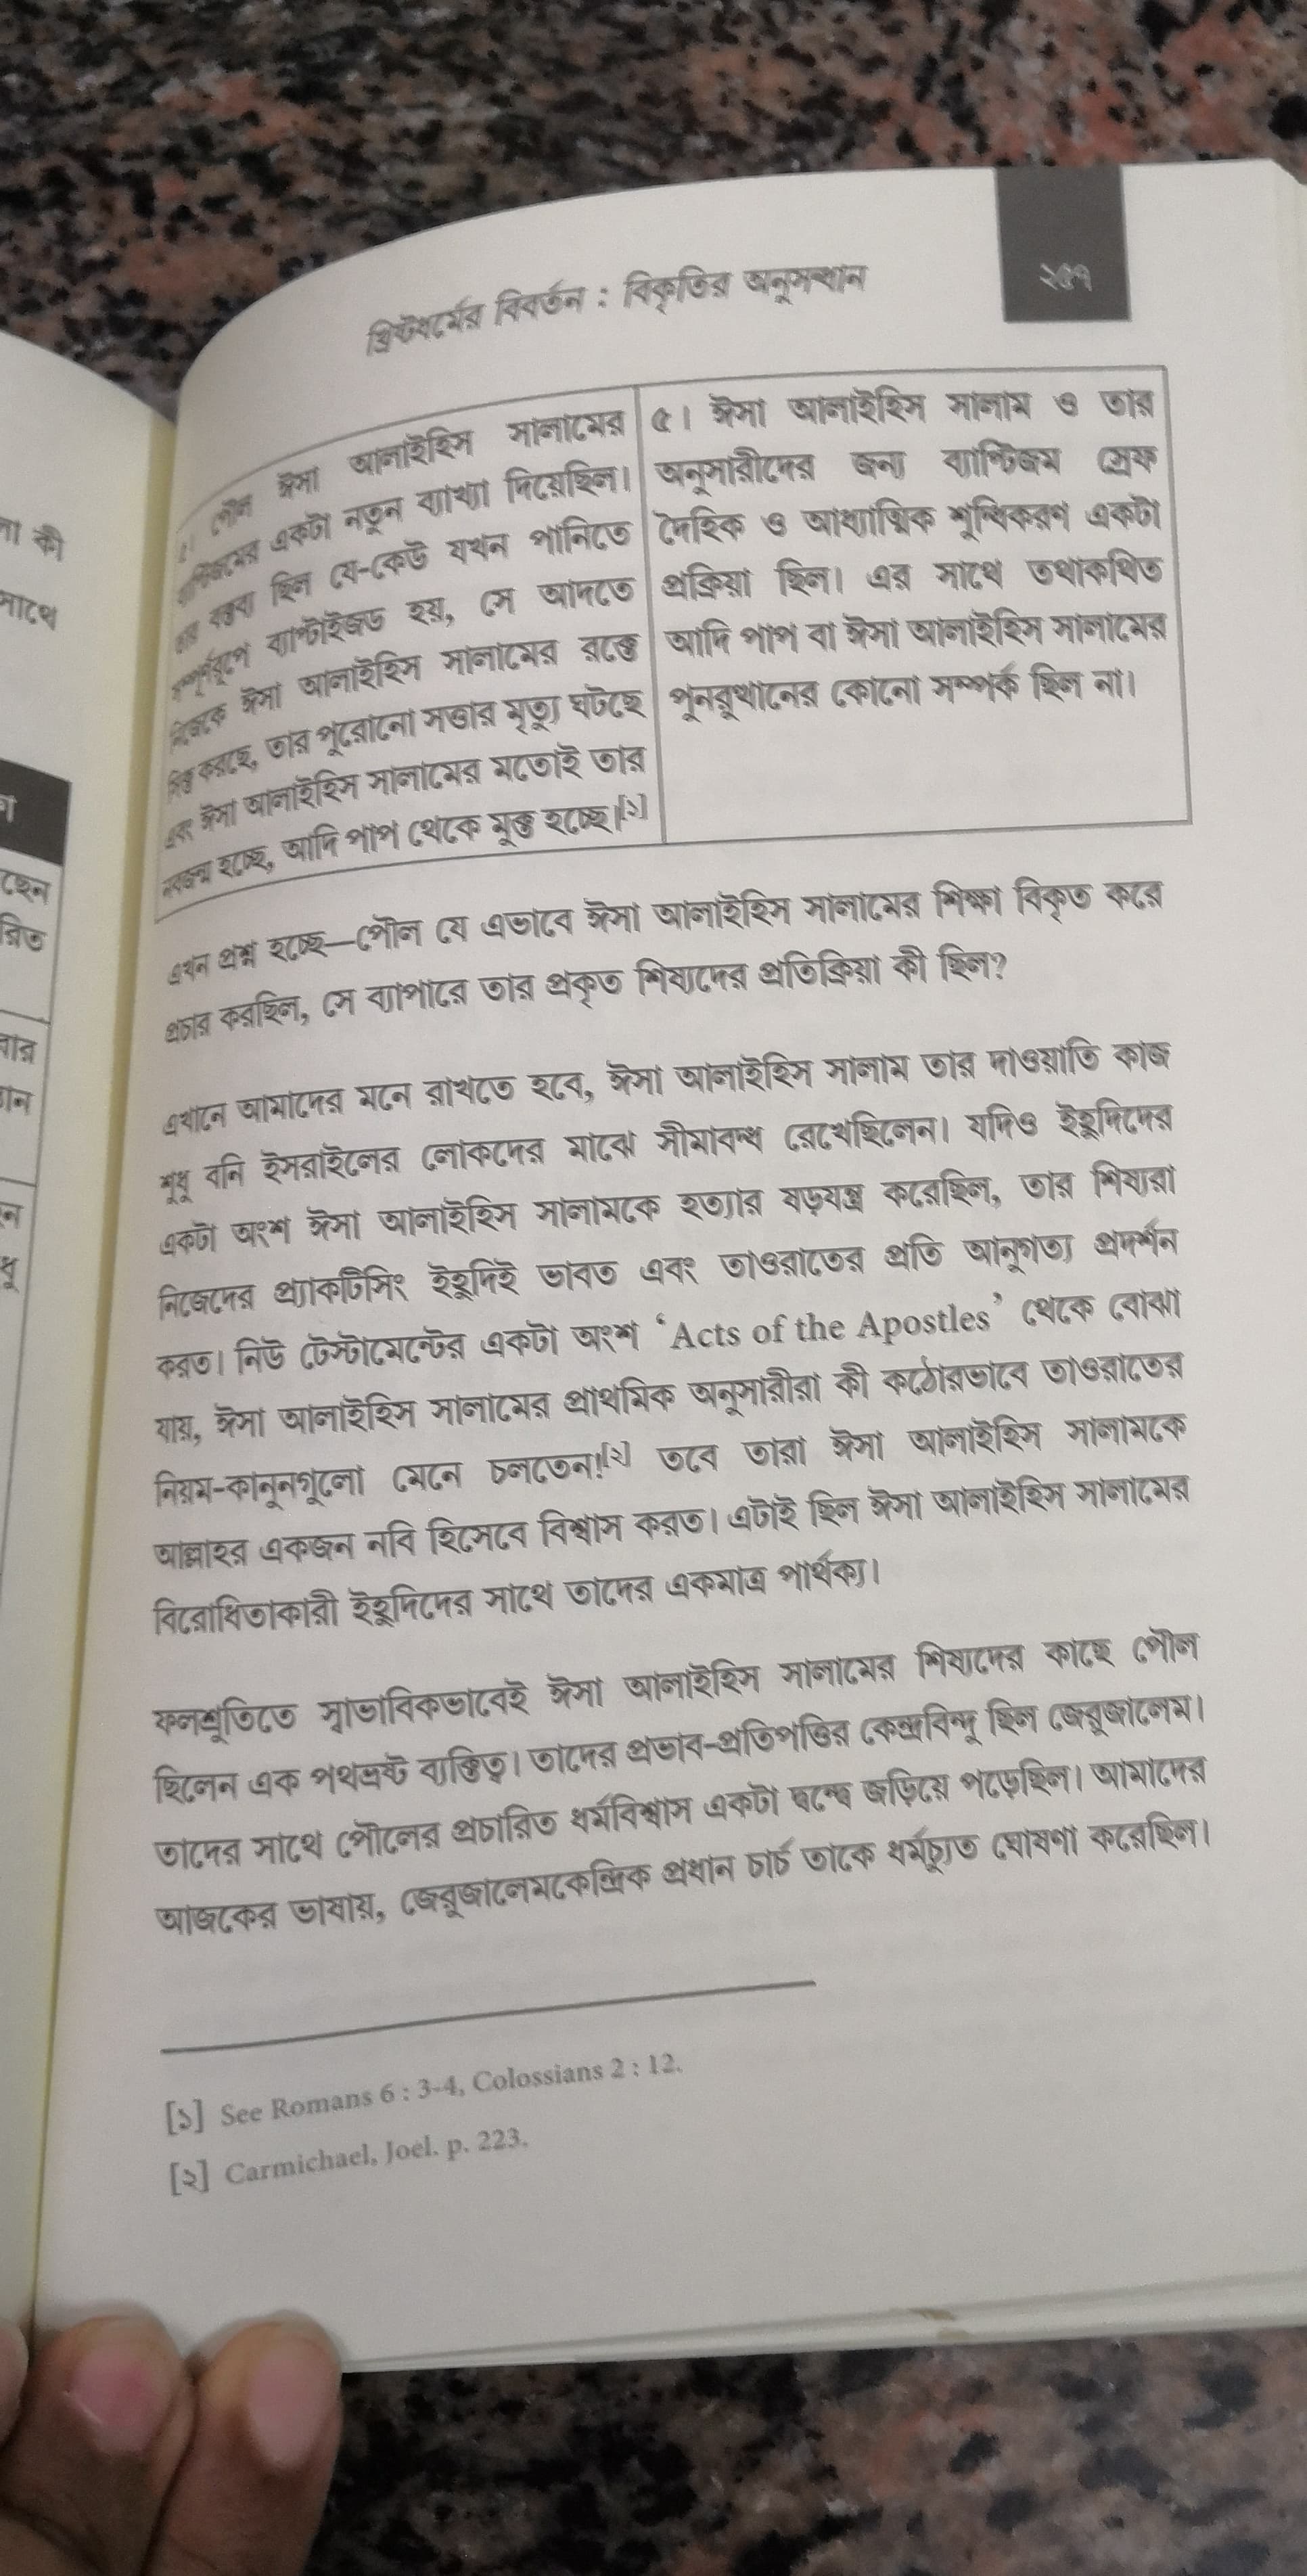 খ্রিষ্টধর্মের বিবর্তন : বিকৃতির অনুসন্ধান
২৫৭
৫। পৌল ঈসা আলাইহিস সালামের
ব্যাপ্টিজমের একটা নতুন ব্যাখ্যা দিয়েছিল।
তার বক্তব্য ছিল যে-কেউ যখন পানিতে
সম্পূর্ণরূপে ব্যাপ্টাইজড হয়, সে আদতে
নিজেকে ঈসা আলাইহিস সালামের রক্তে
সিক্ত করছে, তার পুরোনো সত্তার মৃত্যু ঘটছে
এবং ঈসা আলাইহিস সালামের মতোই তার
নবজন্ম হচ্ছে, আদি পাপ থেকে মুক্ত হচ্ছে।[১]
৫। ঈসা আলাইহিস সালাম ও তার
অনুসারীদের জন্য ব্যাপ্টিজম স্রেফ
দৈহিক ও আধ্যাত্মিক শুদ্ধিকরণ একটা
প্রক্রিয়া ছিল। এর সাথে তথাকথিত
আদি পাপ বা ঈসা আলাইহিস সালামের
পুনরুত্থানের কোনো সম্পর্ক ছিল না।
এখন প্রশ্ন হচ্ছে—পৌল যে এভাবে ঈসা আলাইহিস সালামের শিক্ষা বিকৃত করে
প্রচার করছিল, সে ব্যাপারে তার প্রকৃত শিষ্যদের প্রতিক্রিয়া কী ছিল?
এখানে আমাদের মনে রাখতে হবে, ঈসা আলাইহিস সালাম তার দাওয়াতি কাজ
শুধু বনি ইসরাইলের লোকদের মাঝে সীমাবদ্ধ রেখেছিলেন। যদিও ইহুদিদের
একটা অংশ ঈসা আলাইহিস সালামকে হত্যার ষড়যন্ত্র করেছিল, তার শিষ্যরা
নিজেদের প্র্যাকটিসিং ইহুদিই ভাবত এবং তাওরাতের প্রতি আনুগত্য প্রদর্শন
করত। নিউ টেস্টামেন্টের একটা অংশ ‘Acts of the Apostles’ থেকে বোঝা
যায়, ঈসা আলাইহিস সালামের প্রাথমিক অনুসারীরা কী কঠোরভাবে তাওরাতের
নিয়ম-কানুনগুলো মেনে চলতেন![২] তবে তারা ঈসা আলাইহিস সালামকে
আল্লাহর একজন নবি হিসেবে বিশ্বাস করত। এটাই ছিল ঈসা আলাইহিস সালামের
বিরোধিতাকারী ইহুদিদের সাথে তাদের একমাত্র পার্থক্য।
ফলশ্রুতিতে স্বাভাবিকভাবেই ঈসা আলাইহিস সালামের শিষ্যদের কাছে পৌল
ছিলেন এক পথভ্রষ্ট ব্যক্তিত্ব। তাদের প্রভাব-প্রতিপত্তির কেন্দ্রবিন্দু ছিল জেরুজালেম।
তাদের সাথে পৌলের প্রচারিত ধর্মবিশ্বাস একটা দ্বন্দ্বে জড়িয়ে পড়েছিল। আমাদের
আজকের ভাষায়, জেরুজালেমকেন্দ্রিক প্রধান চার্চ তাকে ধর্মচ্যুত ঘোষণা করেছিল।
[১] See Romans 6 : 3-4, Colossians 2 : 12.
[২] Carmichael, Joel. p. 223.